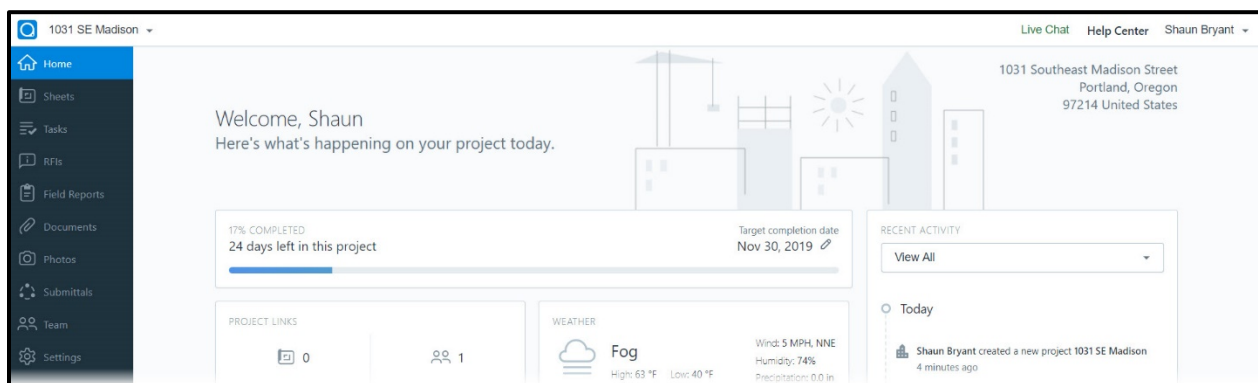 1031 SE Madison
Live Chat Help Center Shaun Bryant
Home
Sheets
Tasks
RFIs
Field Reports
Documents
Photos
Submittals
Team
Settings
1031 Southeast Madison Street
Portland, Oregon
97214 United States
Welcome, Shaun
Here's what's happening on your project today.
17% COMPLETED
24 days left in this project
Target completion date
Nov 30, 2019
RECENT ACTIVITY
View All
Today
Shaun Bryant created a new project 1031 SE Madison
4 minutes ago
PROJECT LINKS
0
1
WEATHER
Fog
High: 63 °F Low: 40 °F
Wind: 5 MPH, NNE
Humidity: 74%
Precipitation: 0.0 in